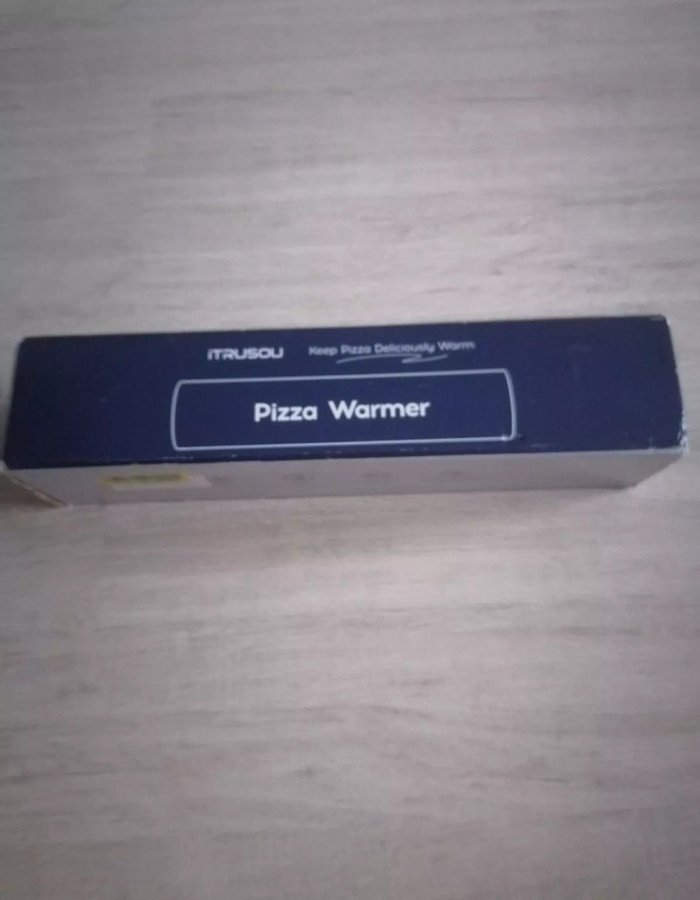 iTRUSOU
Keep Pizza Deliciously Warm
Pizza Warmer